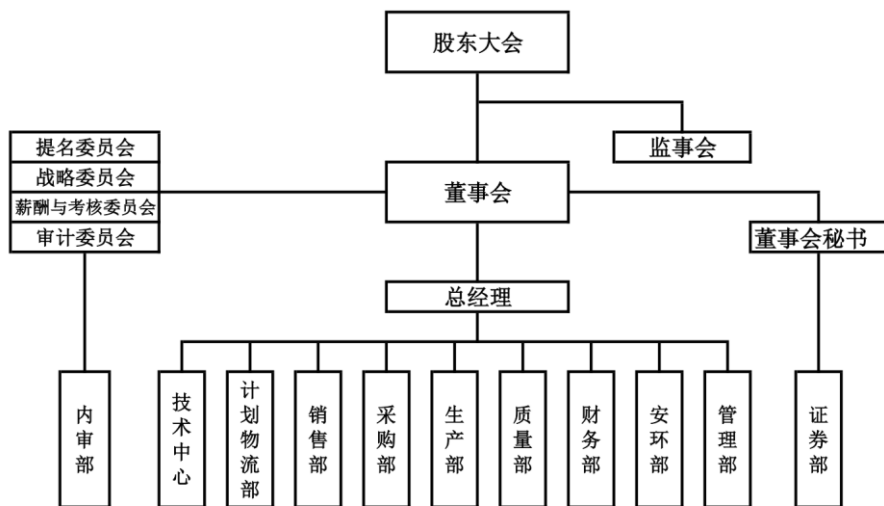 股东大会
监事会
提名委员会
战略委员会
薪酬与考核委员会
审计委员会
董事会
董事会秘书
总经理
内审部
技术中心
计划物流部
销售部
采购部
生产部
质量部
财务部
安环部
管理部
证券部